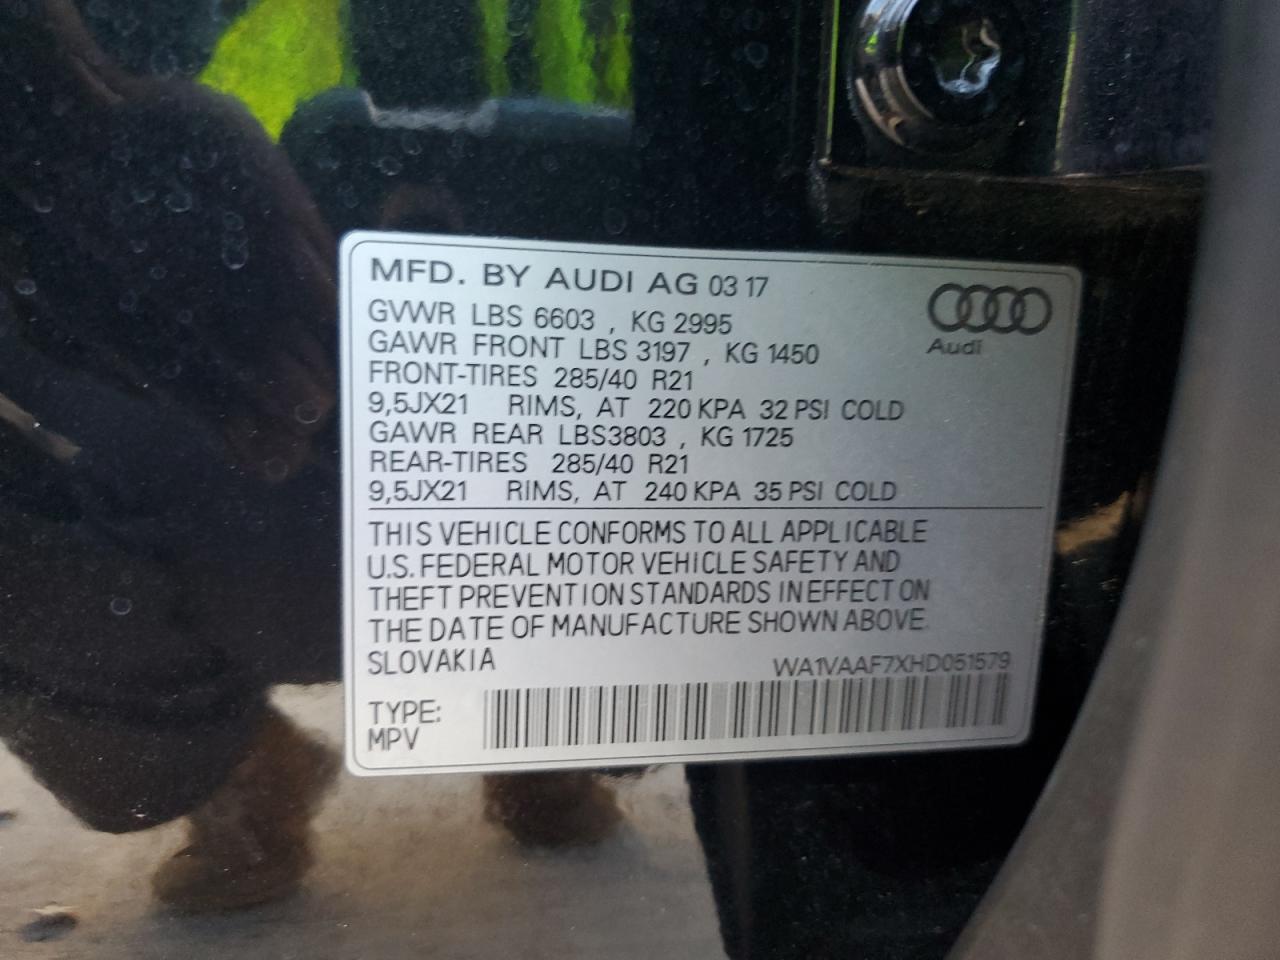 MFD. BY AUDI AG 03 17
GVWR LBS 6603 , KG 2995
GAWR FRONT LBS 3197 , KG 1450
FRONT-TIRES 285/40 R21
9,5JX21 RIMS, AT 220 KPA 32 PSI COLD
GAWR REAR LBS3803 , KG 1725
REAR-TIRES 285/40 R21
9,5JX21 RIMS, AT 240 KPA 35 PSI COLD
Audi
THIS VEHICLE CONFORMS TO ALL APPLICABLE
U.S. FEDERAL MOTOR VEHICLE SAFETY AND
THEFT PREVENTION STANDARDS IN EFFECT ON
THE DATE OF MANUFACTURE SHOWN ABOVE.
SLOVAKIA WA1VAAF7XHD051579
TYPE:
MPV